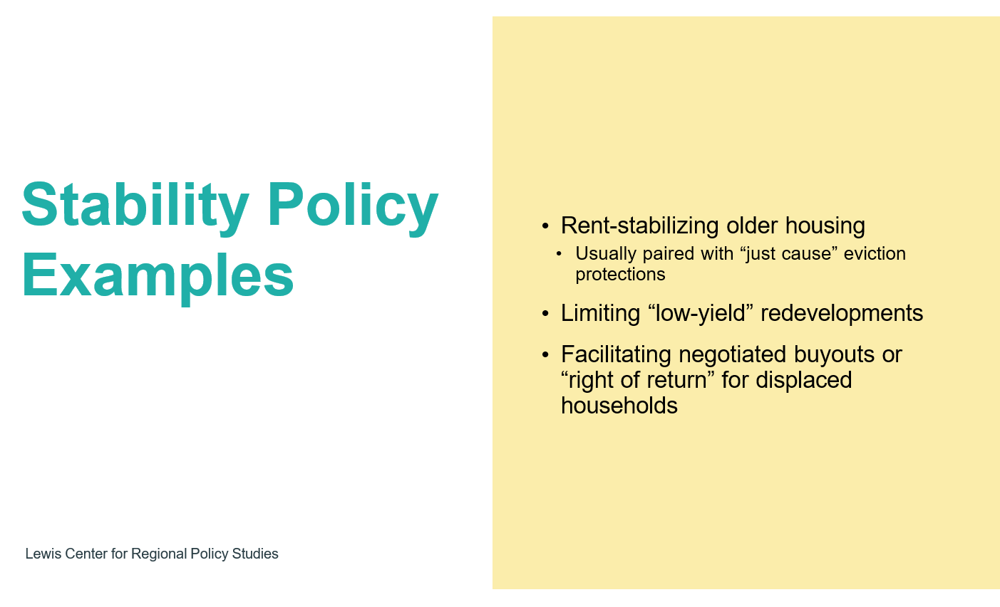 Stability Policy
Examples
• Rent-stabilizing older housing
• Usually paired with “just cause” eviction
protections
• Limiting “low-yield” redevelopments
• Facilitating negotiated buyouts or
“right of return” for displaced
households
Lewis Center for Regional Policy Studies